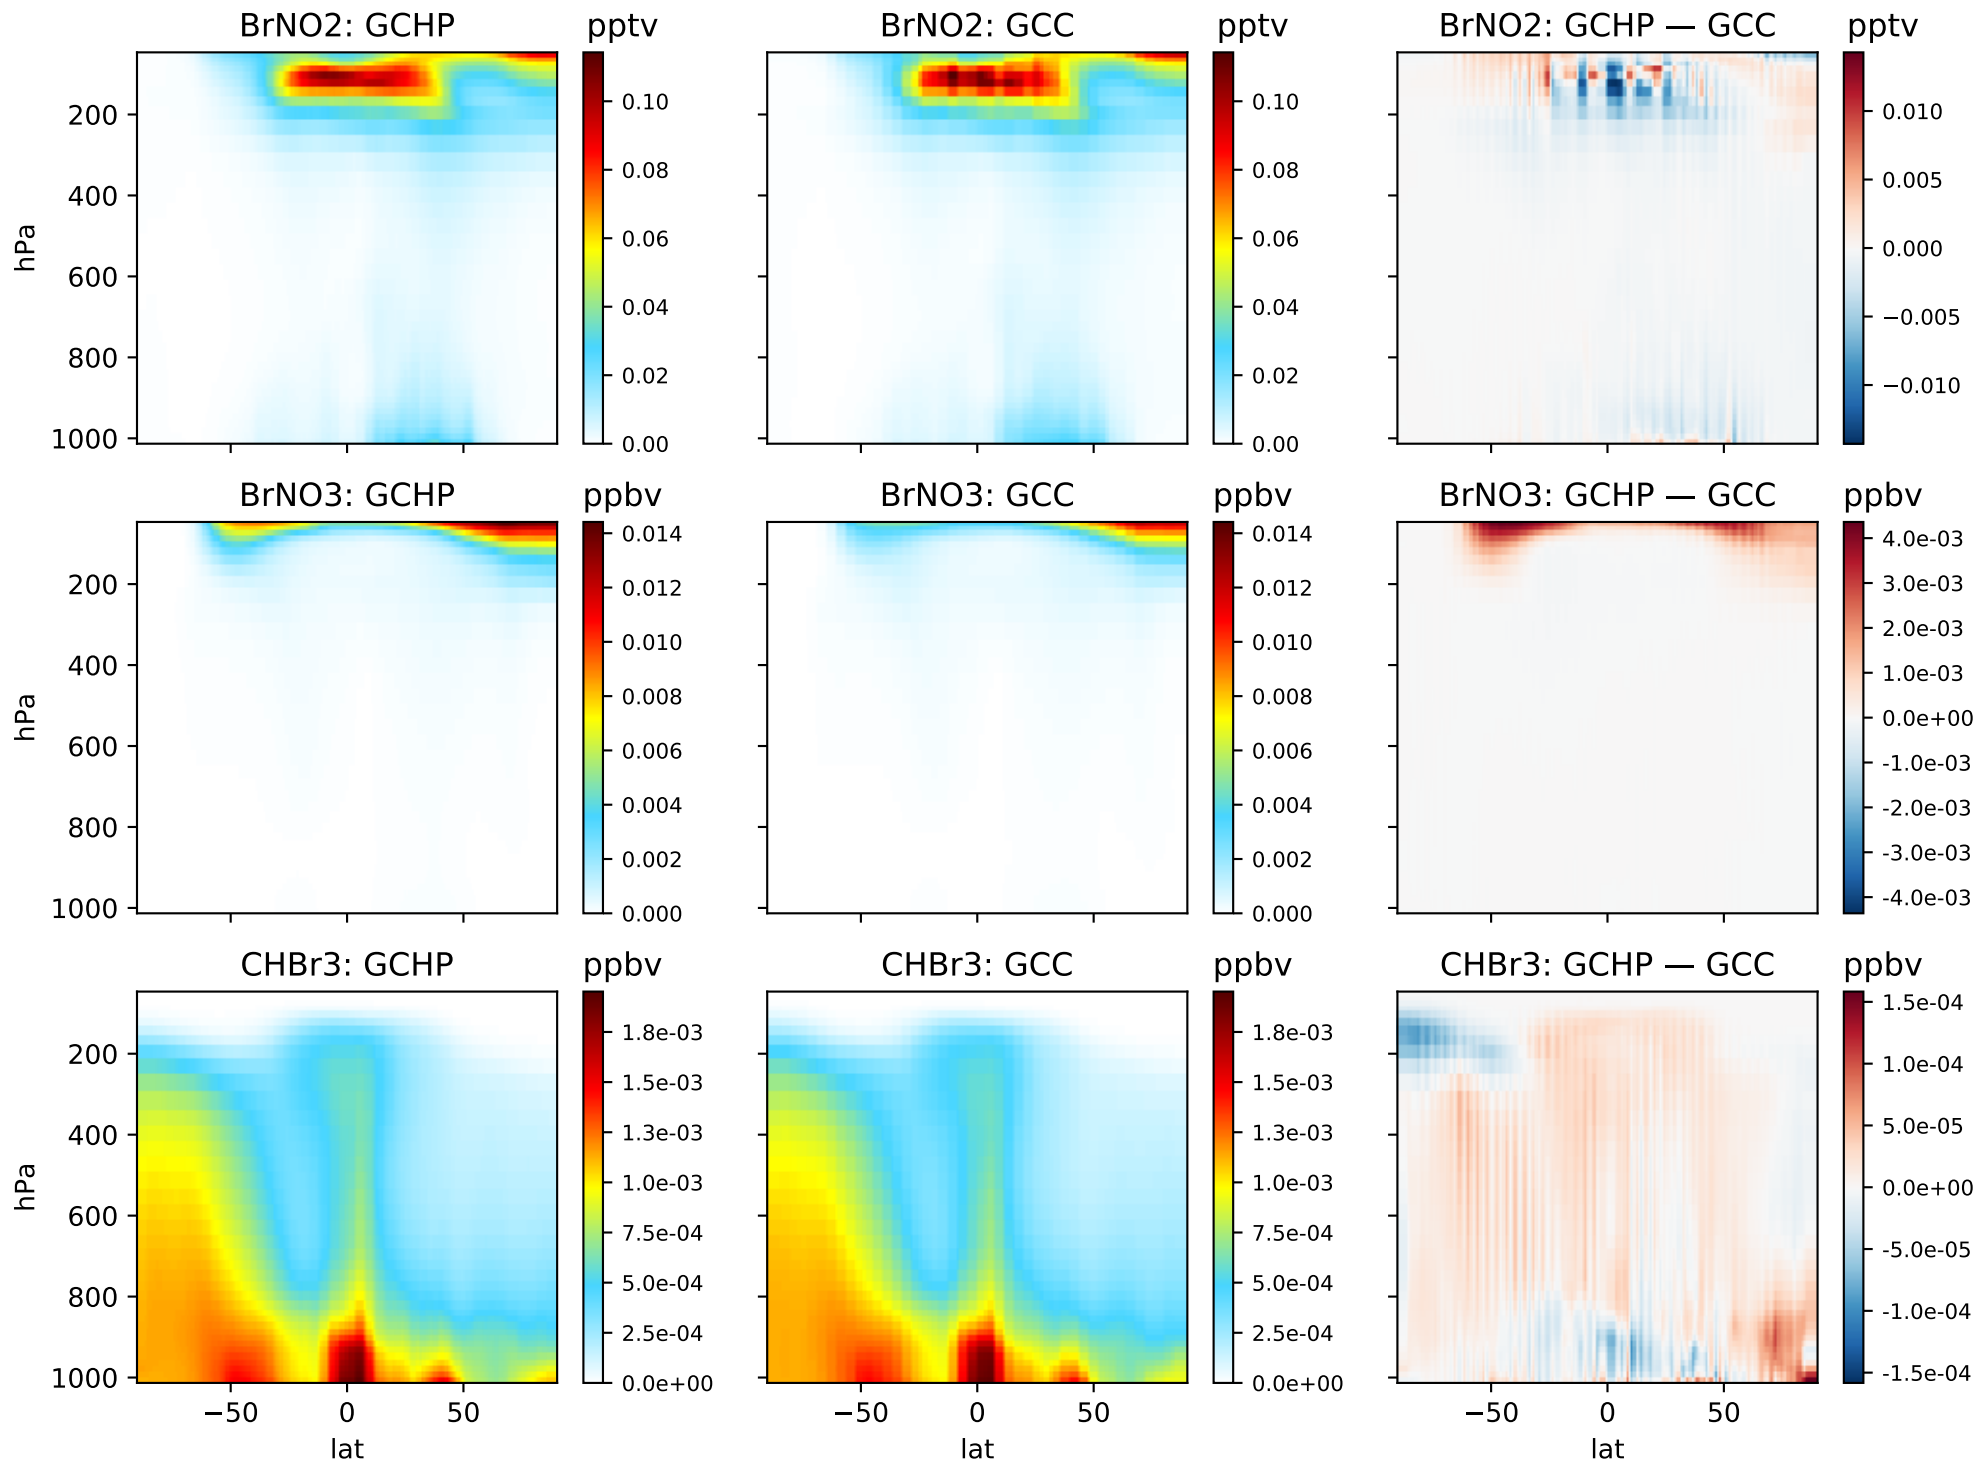 BrNO2: GCHP pptv BrNO2: GCC pptv BrNO2: GCHP — GCC pptv
hPa
200
400
600
800
1000
0.10
0.08
0.06
0.04
0.02
0.00
0.10
0.08
0.06
0.04
0.02
0.00
0.010
0.005
0.000
−0.005
−0.010
BrNO3: GCHP ppbv BrNO3: GCC ppbv BrNO3: GCHP — GCC ppbv
hPa
200
400
600
800
1000
0.014
0.012
0.010
0.008
0.006
0.004
0.002
0.000
0.014
0.012
0.010
0.008
0.006
0.004
0.002
0.000
4.0e-03
3.0e-03
2.0e-03
1.0e-03
0.0e+00
-1.0e-03
-2.0e-03
-3.0e-03
-4.0e-03
CHBr3: GCHP ppbv CHBr3: GCC ppbv CHBr3: GCHP — GCC ppbv
hPa
200
400
600
800
1000
1.8e-03
1.5e-03
1.3e-03
1.0e-03
7.5e-04
5.0e-04
2.5e-04
0.0e+00
1.8e-03
1.5e-03
1.3e-03
1.0e-03
7.5e-04
5.0e-04
2.5e-04
0.0e+00
1.5e-04
1.0e-04
5.0e-05
0.0e+00
-5.0e-05
-1.0e-04
-1.5e-04
−50 0 50 −50 0 50 −50 0 50
lat lat lat